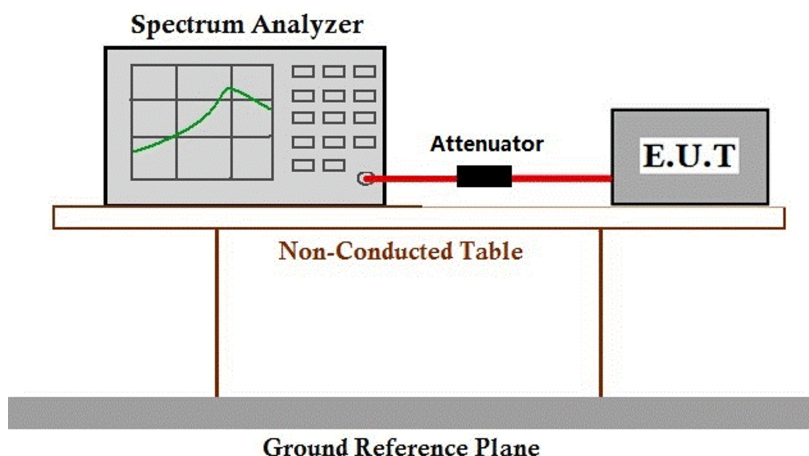 Spectrum Analyzer
Attenuator
E.U.T
Non-Conducted Table
Ground Reference Plane